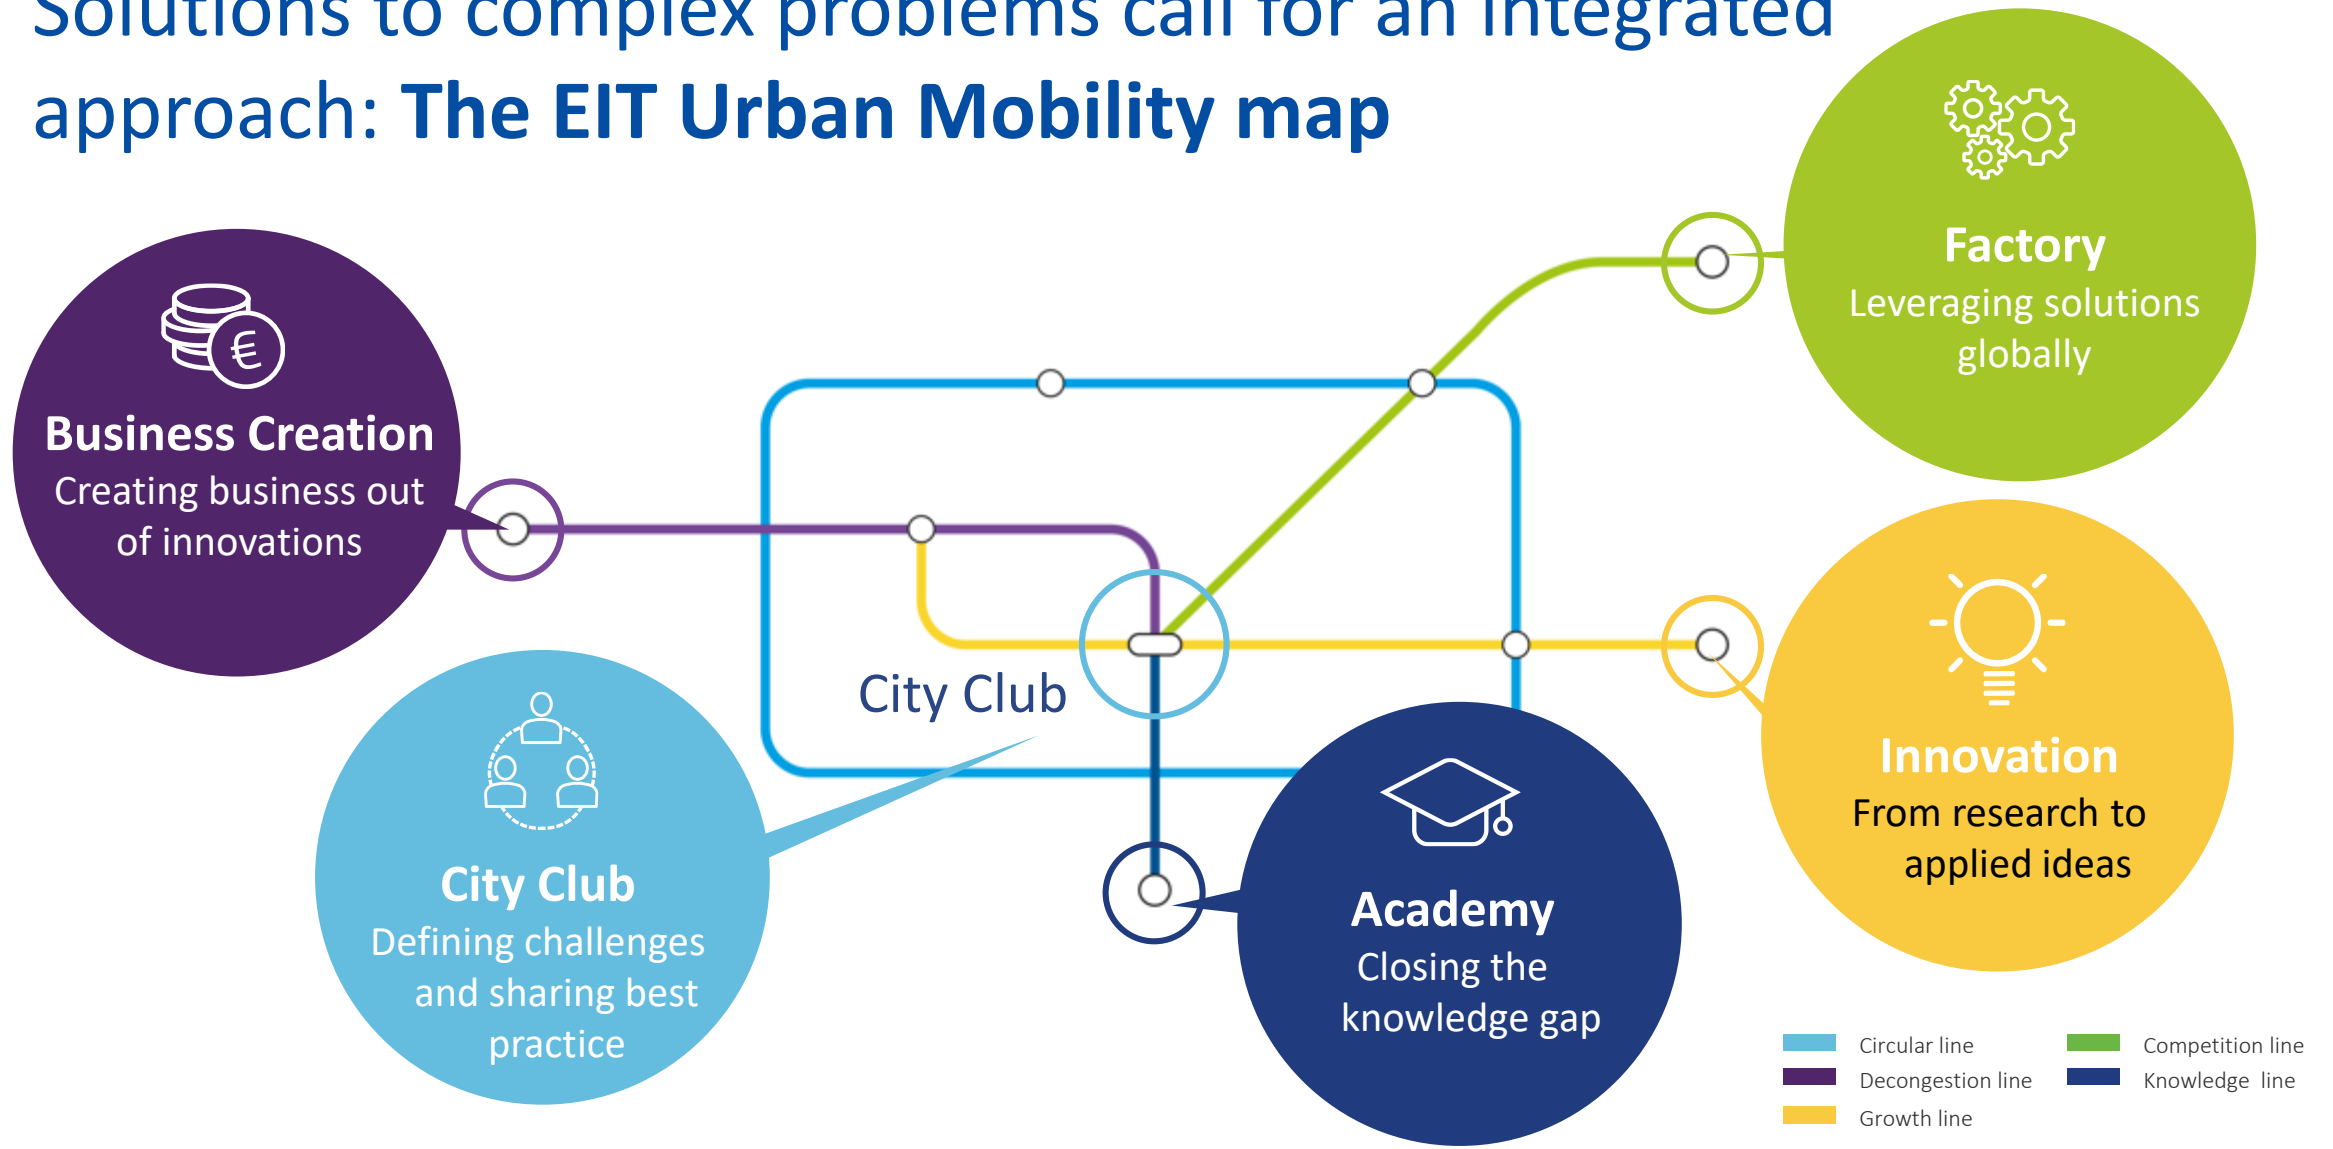 Solutions to complex problems call for an integrated
approach: The EIT Urban Mobility map
Factory
Leveraging solutions
globally
Business Creation
Creating business out
of innovations
€
City Club
City Club
Defining challenges
and sharing best
practice
Academy
Closing the
knowledge gap
Innovation
From research to
applied ideas
Circular line
Decongestion line
Growth line
Competition line
Knowledge line